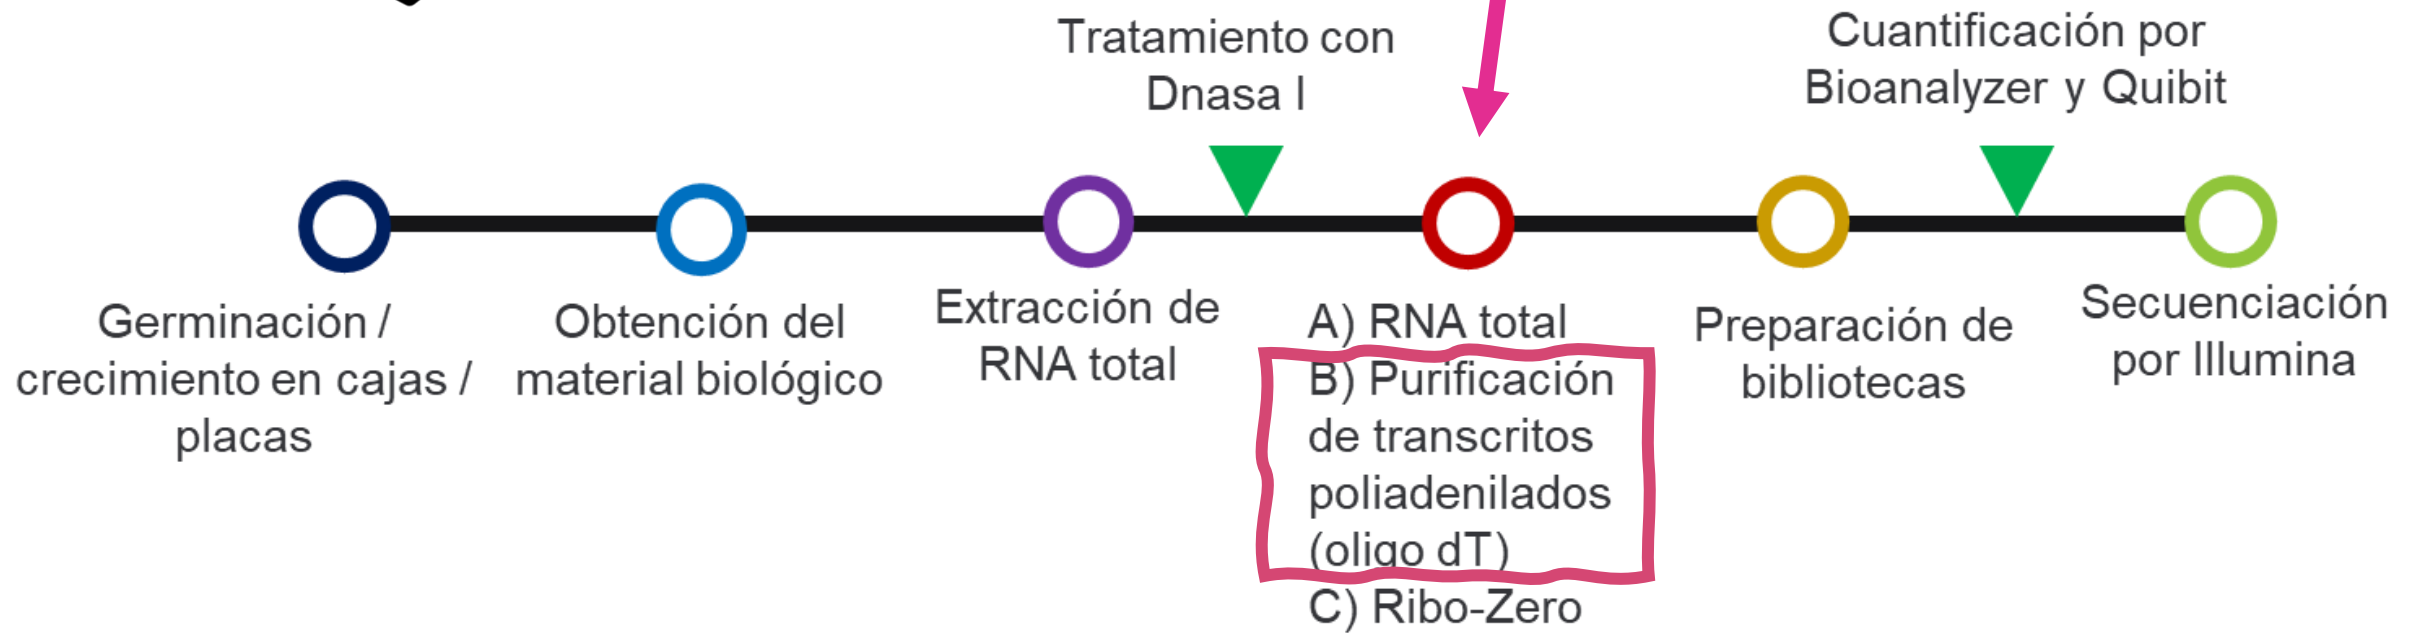 Tratamiento con
Dnasa I
Cuantificación por
Bioanalyzer y Quibit
Germinación /
crecimiento en cajas /
placas
Obtención del
material biológico
Extracción de
RNA total
A) RNA total
B) Purificación
de transcritos
poliadenilados
(oligo dT)
C) Ribo-Zero
Preparación de
bibliotecas
Secuenciación
por Illumina